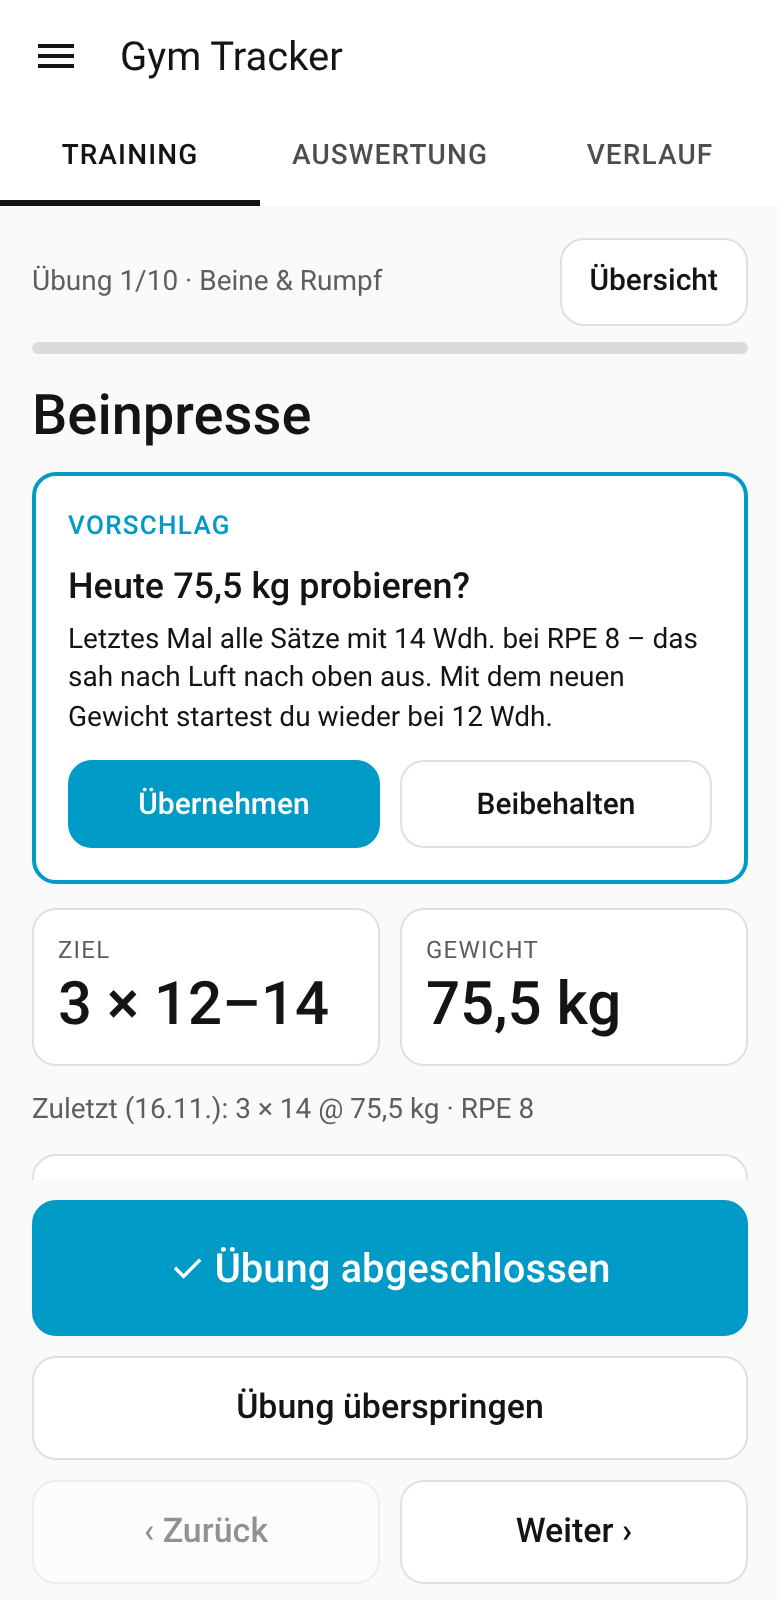 Gym Tracker
TRAINING AUSWERTUNG VERLAUF
Übung 1/10 · Beine & Rumpf
Übersicht
Beinpresse
VORSCHLAG
Heute 75,5 kg probieren?
Letztes Mal alle Sätze mit 14 Wdh. bei RPE 8 – das
sah nach Luft nach oben aus. Mit dem neuen
Gewicht startest du wieder bei 12 Wdh.
Übernehmen Beibehalten
ZIEL
3 × 12–14
GEWICHT
75,5 kg
Zuletzt (16.11.): 3 × 14 @ 75,5 kg · RPE 8
✓ Übung abgeschlossen
Übung überspringen
‹ Zurück Weiter ›